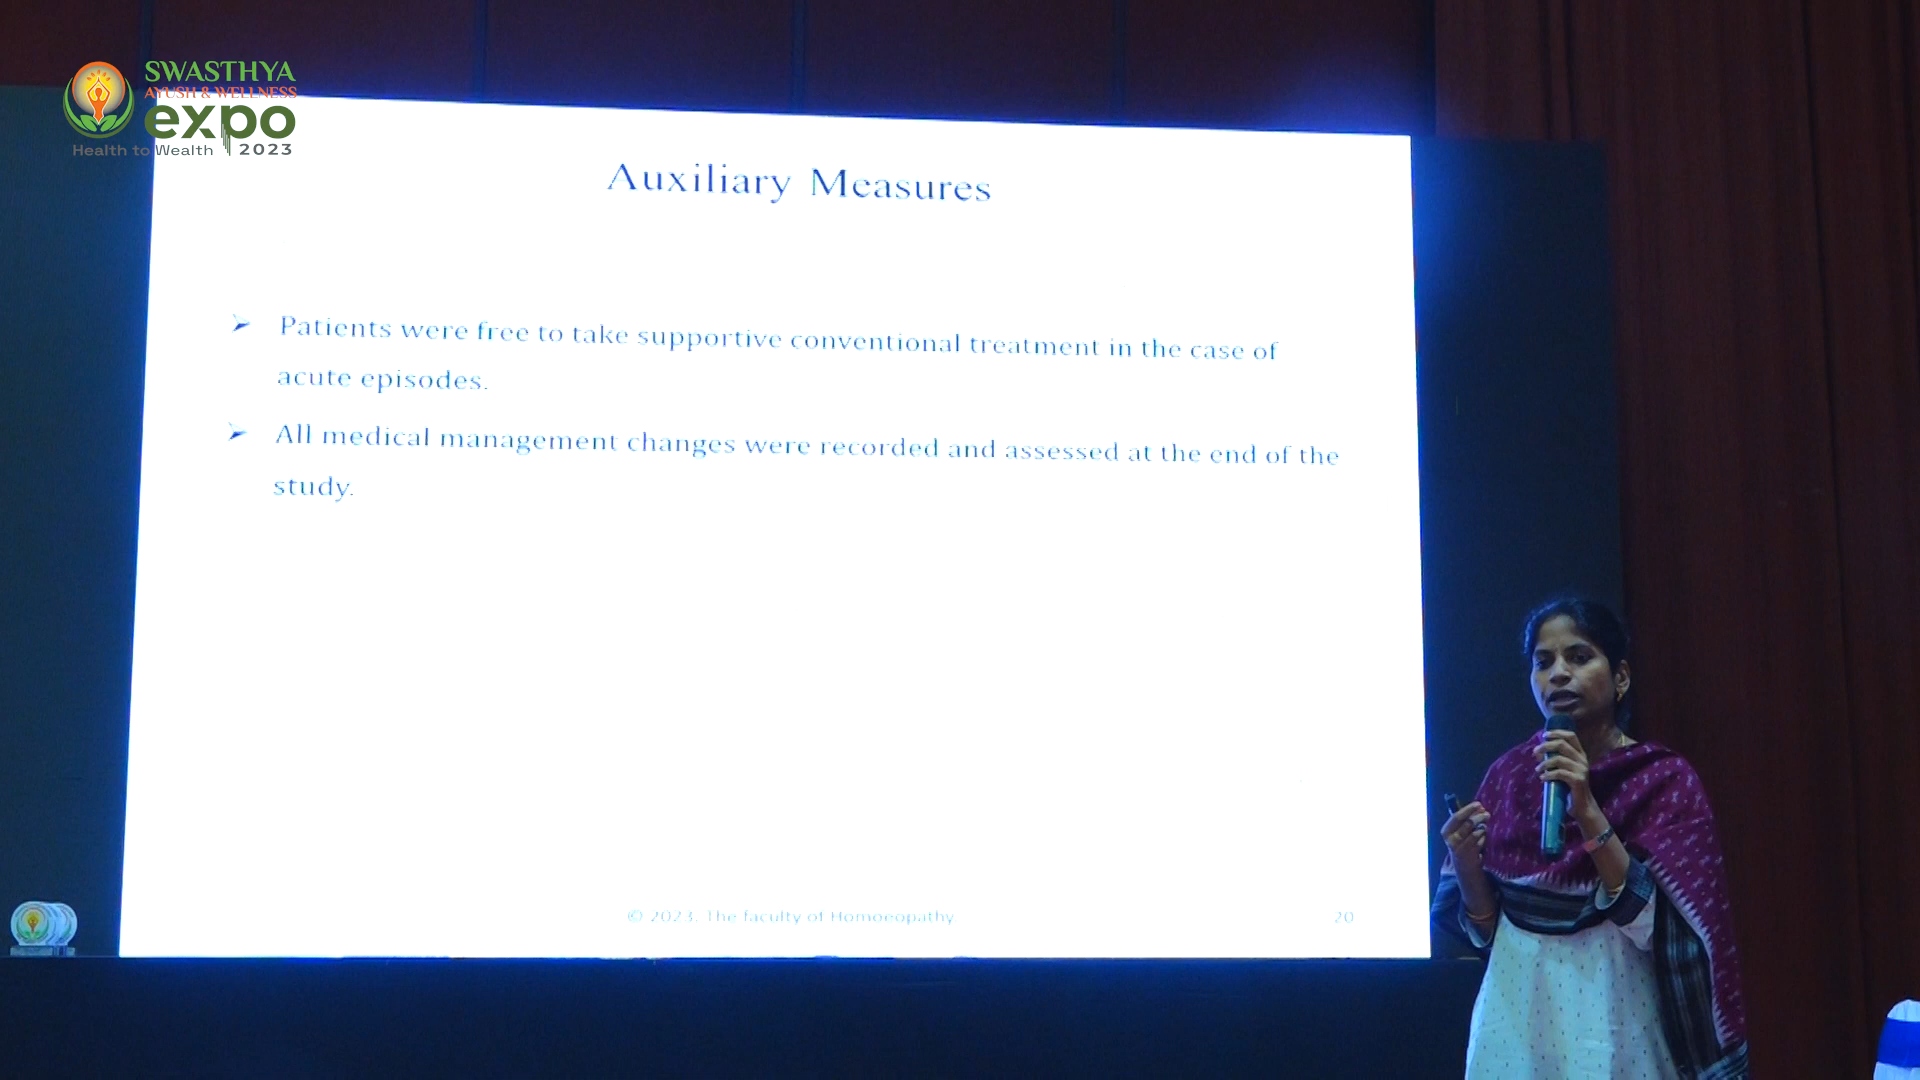 SWASTHYA
AYUSH & WELLNESS
expo
Health to Wealth 2023
Auxiliary Measures
➢ Patients were free to take supportive conventional treatment in the case of
acute episodes.
➢ All medical management changes were recorded and assessed at the end of the
study.
© 2023. The faculty of Homoeopathy
20